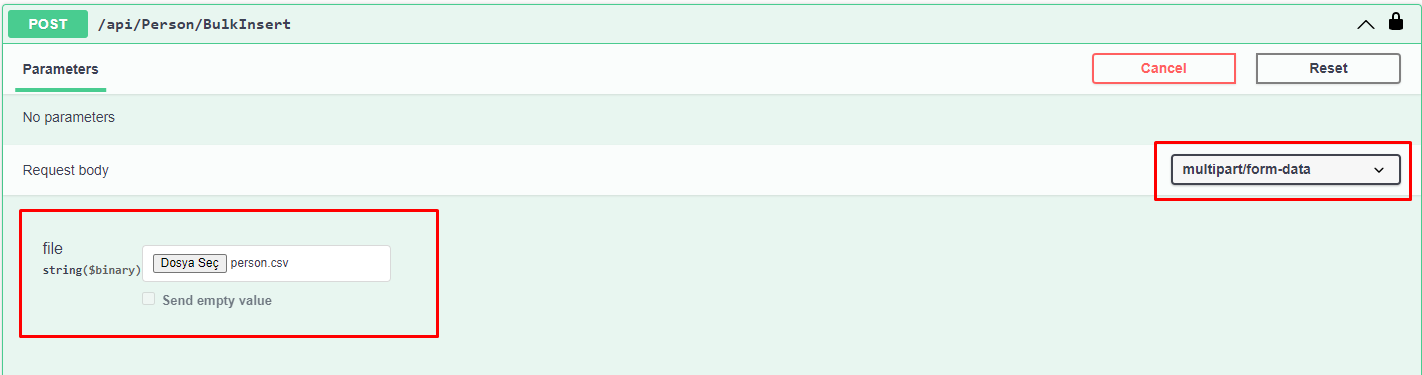 POST /api/Person/BulkInsert
Parameters Cancel Reset
No parameters
Request body multipart/form-data
file
string($binary) Dosya Seç person.csv
Send empty value